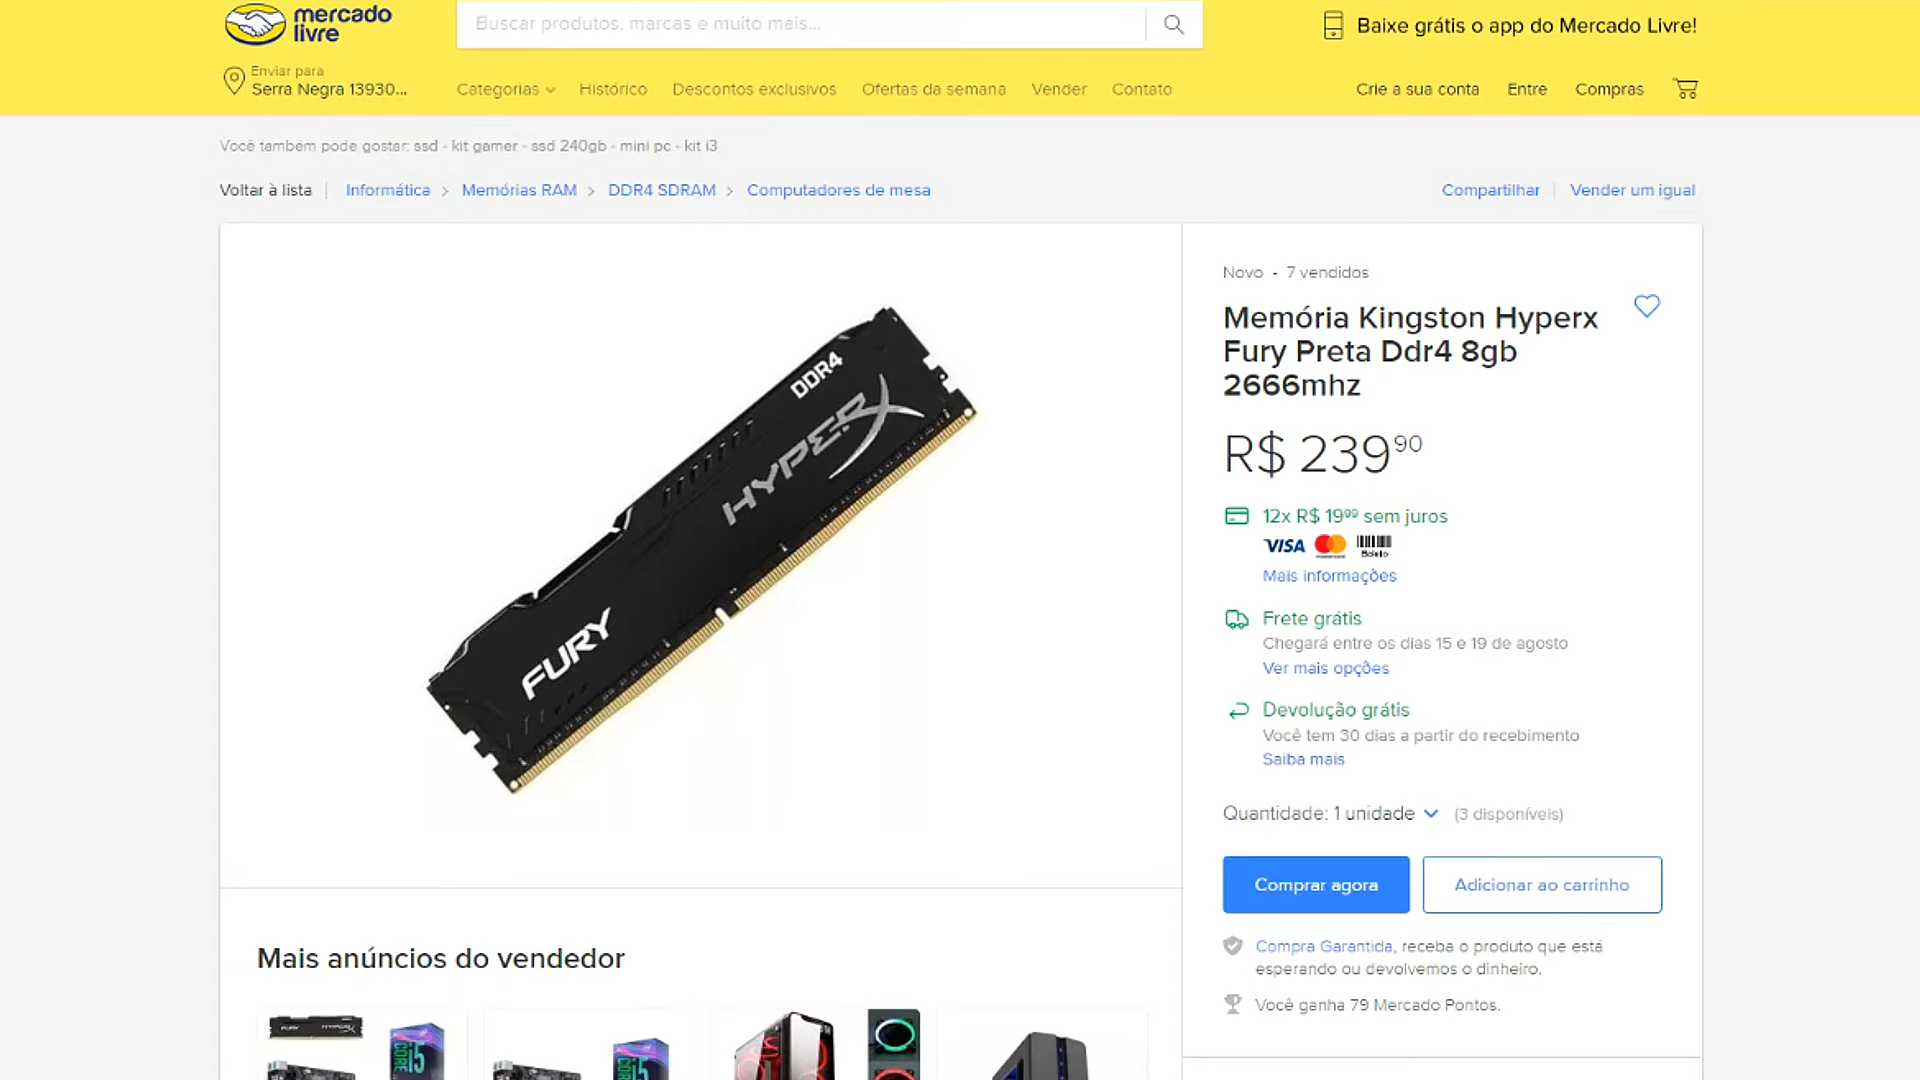 mercado
livre
Buscar produtos, marcas e muito mais...
Baixe grátis o app do Mercado Livre!
Enviar para
Serra Negra 13930...
Categorias Histórico Descontos exclusivos Ofertas da semana Vender Contato
Crie a sua conta Entre Compras
Você também pode gostar: ssd - kit gamer - ssd 240gb - mini pc - kit i3
Voltar à lista | Informática > Memórias RAM > DDR4 SDRAM > Computadores de mesa
Compartilhar | Vender um igual
Novo - 7 vendidos
Memória Kingston Hyperx
Fury Preta Ddr4 8gb
2666mhz
R$ 239 90
12x R$ 19 99 sem juros
VISA mastercard Boleto
Mais informações
Frete grátis
Chegará entre os dias 15 e 19 de agosto
Ver mais opções
Devolução grátis
Você tem 30 dias a partir do recebimento
Saiba mais
Quantidade: 1 unidade (3 disponíveis)
Comprar agora
Adicionar ao carrinho
Compra Garantida, receba o produto que está
esperando ou devolvemos o dinheiro.
Você ganha 79 Mercado Pontos.
DDR4
HYPERX
FURY
Mais anúncios do vendedor
FURY HYPERX
CORE i5
CORE i5